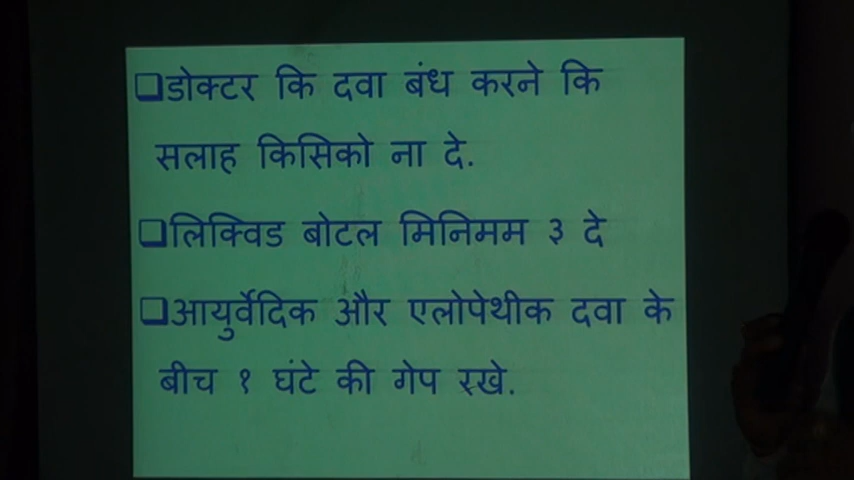 ❑डोक्टर कि दवा बंध करने कि
सलाह किसिको ना दे.
❑लिक्विड बोटल मिनिमम ३ दे
❑आयुर्वेदिक और एलोपेथीक दवा के
बीच १ घंटे की गेप रखे.